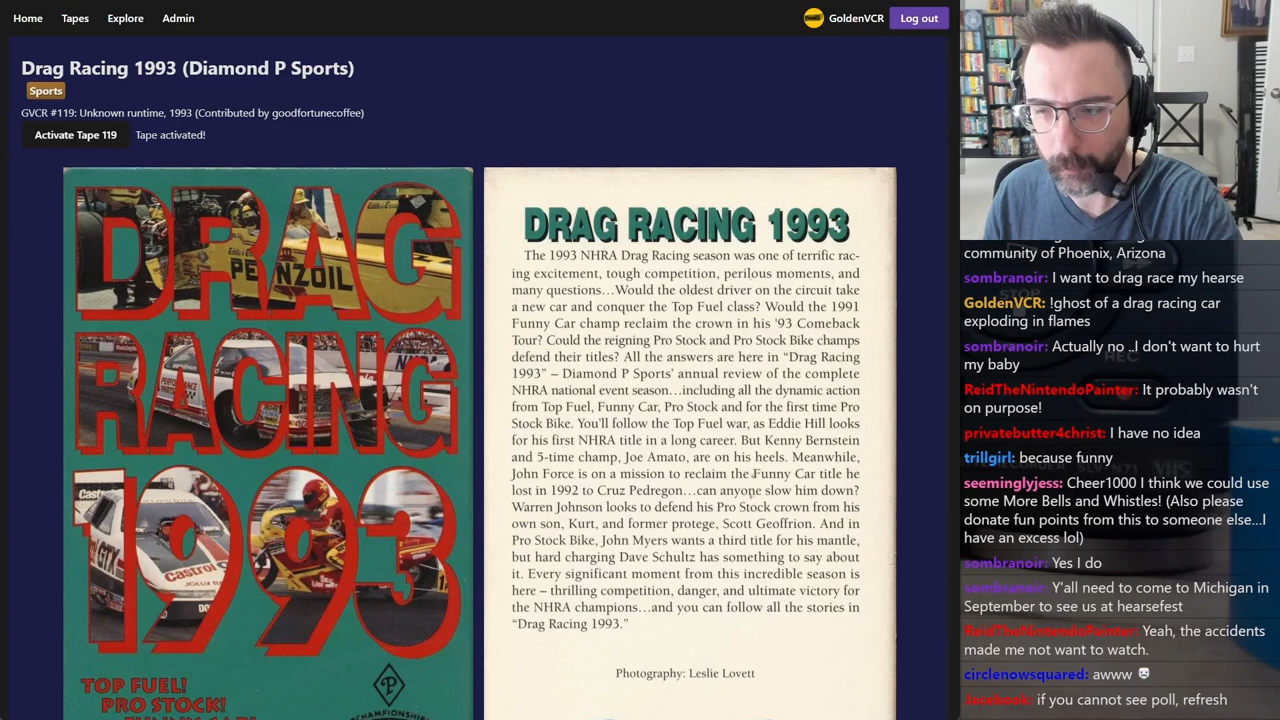 Home Tapes Explore Admin GoldenVCR Log out
Drag Racing 1993 (Diamond P Sports)
Sports
GVCR #119: Unknown runtime, 1993 (Contributed by goodfortunecoffee)
Activate Tape 119 Tape activated!
DRAG
PENNZOIL
RACING
1993
Castrol
GTX
TOP FUEL!
PRO STOCK!
P
CHAMPIONSHIP
DRAG RACING 1993
The 1993 NHRA Drag Racing season was one of terrific rac-
ing excitement, tough competition, perilous moments, and
many questions…Would the oldest driver on the circuit take
a new car and conquer the Top Fuel class? Would the 1991
Funny Car champ reclaim the crown in his '93 Comeback
Tour? Could the reigning Pro Stock and Pro Stock Bike champs
defend their titles? All the answers are here in “Drag Racing
1993” – Diamond P Sports’ annual review of the complete
NHRA national event season…including all the dynamic action
from Top Fuel, Funny Car, Pro Stock and for the first time Pro
Stock Bike. You’ll follow the Top Fuel war, as Eddie Hill looks
for his first NHRA title in a long career. But Kenny Bernstein
and 5-time champ, Joe Amato, are on his heels. Meanwhile,
John Force is on a mission to reclaim the Funny Car title he
lost in 1992 to Cruz Pedregon…can anyone slow him down?
Warren Johnson looks to defend his Pro Stock crown from his
own son, Kurt, and former protege, Scott Geoffrion. And in
Pro Stock Bike, John Myers wants a third title for his mantle,
but hard charging Dave Schultz has something to say about
it. Every significant moment from this incredible season is
here – thrilling competition, danger, and ultimate victory for
the NHRA champions…and you can follow all the stories in
“Drag Racing 1993.”
Photography: Leslie Lovett
community of Phoenix, Arizona
sombranoir: I want to drag race my hearse
GoldenVCR: !ghost of a drag racing car
exploding in flames
sombranoir: Actually no ..I don't want to hurt
my baby
ReidTheNintendoPainter: It probably wasn't
on purpose!
privatebutter4christ: I have no idea
trillgirl: because funny
seeminglyjess: Cheer1000 I think we could use
some More Bells and Whistles! (Also please
donate fun points from this to someone else...I
have an excess lol)
sombranoir: Yes I do
sombranoir: Y'all need to come to Michigan in
September to see us at hearsefest
ReidTheNintendoPainter: Yeah, the accidents
made me not want to watch.
circlenowsquared: awww
Jacebook: if you cannot see poll, refresh